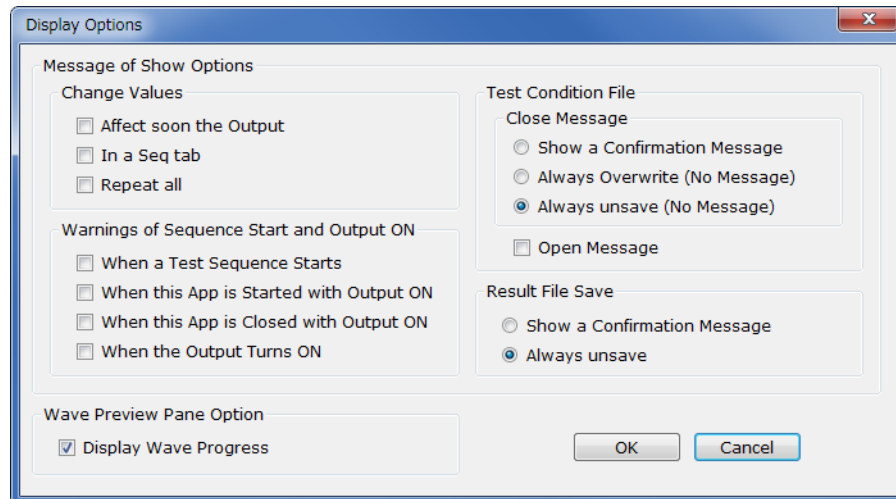 Display Options
x
Message of Show Options
Change Values
Affect soon the Output
In a Seq tab
Repeat all
Warnings of Sequence Start and Output ON
When a Test Sequence Starts
When this App is Started with Output ON
When this App is Closed with Output ON
When the Output Turns ON
Test Condition File
Close Message
Show a Confirmation Message
Always Overwrite (No Message)
Always unsave (No Message)
Open Message
Result File Save
Show a Confirmation Message
Always unsave
Wave Preview Pane Option
Display Wave Progress
OK
Cancel